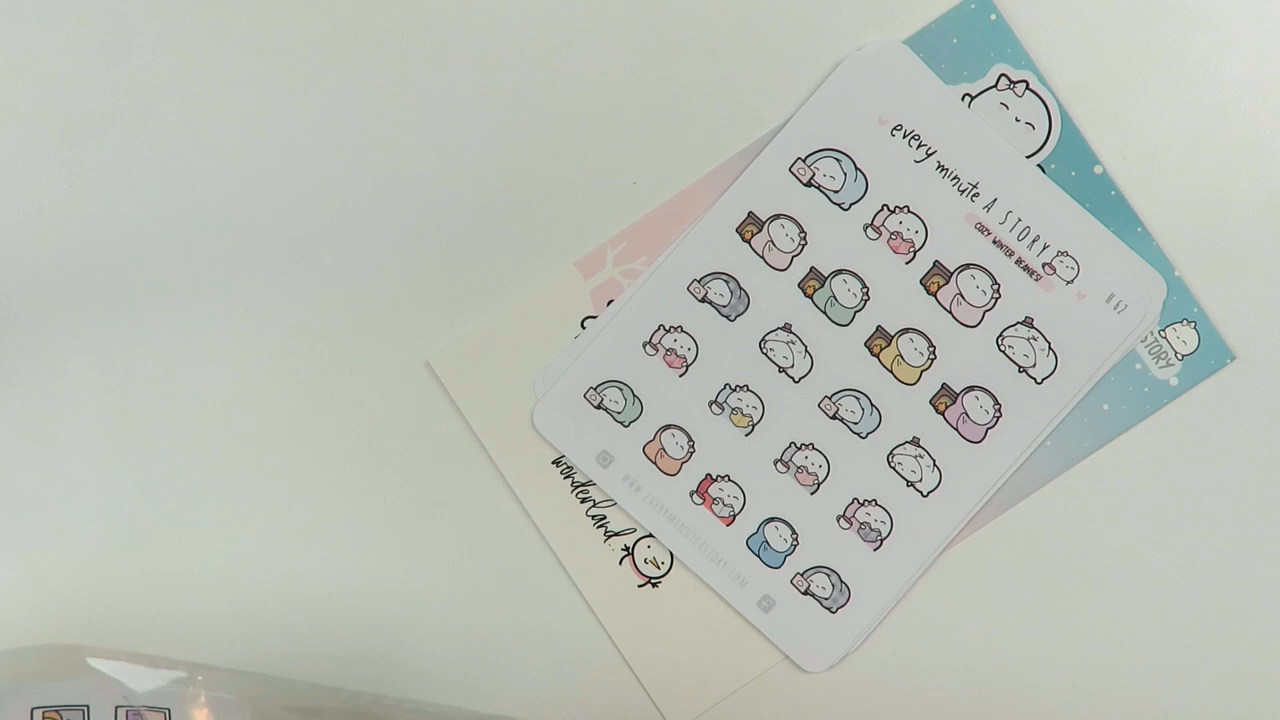 every minute A STORY
COZY WINTER BEANIES!
H 62
STORY
WWW.EVERYMINUTEASTORY.COM
wonderland...